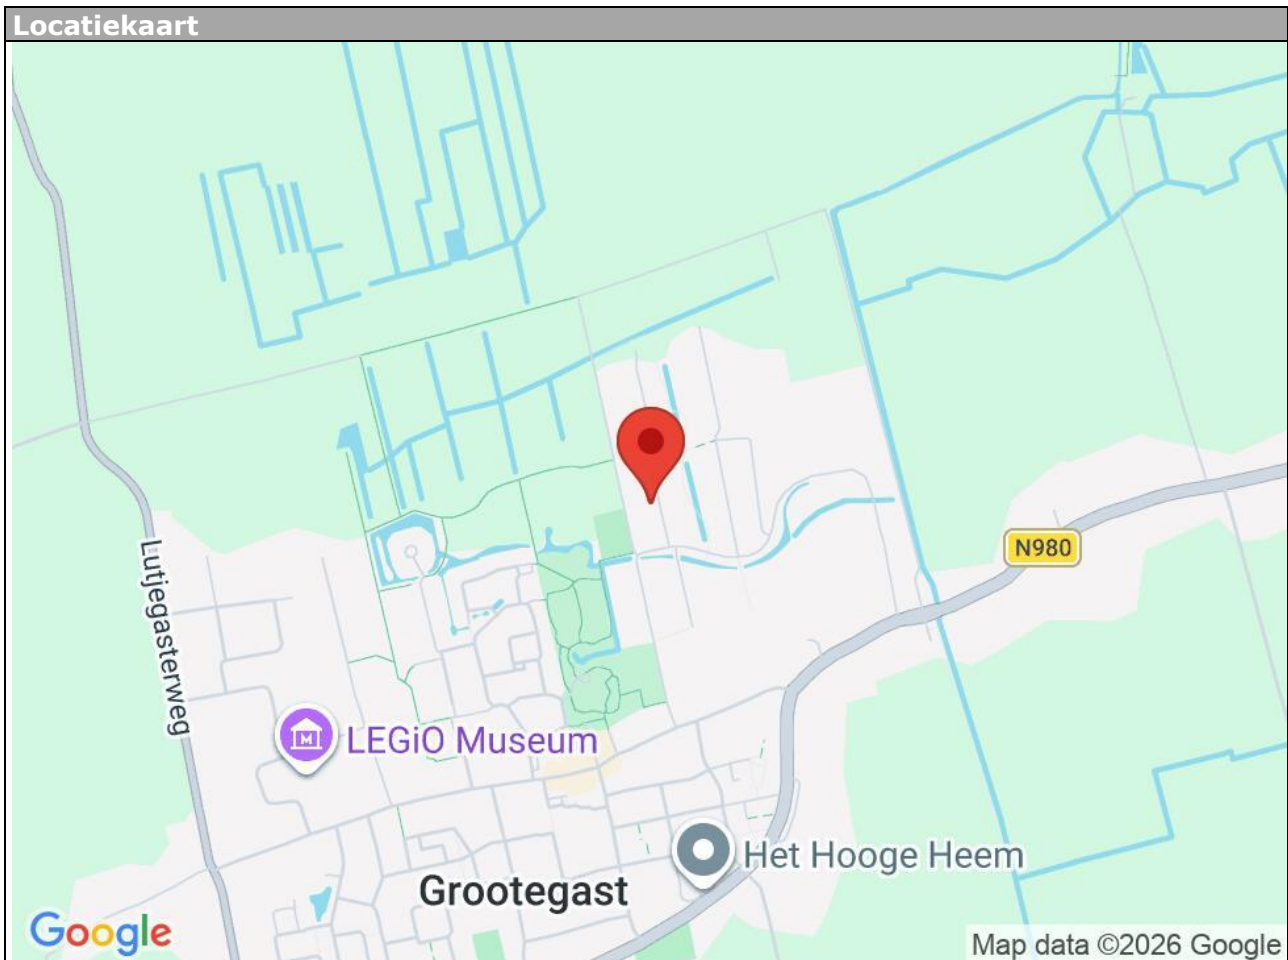 Locatiekaart
N980
Lutjegasterweg
M
LEGiO Museum
Het Hooge Heem
Grootegast
Google
Map data ©2026 Google